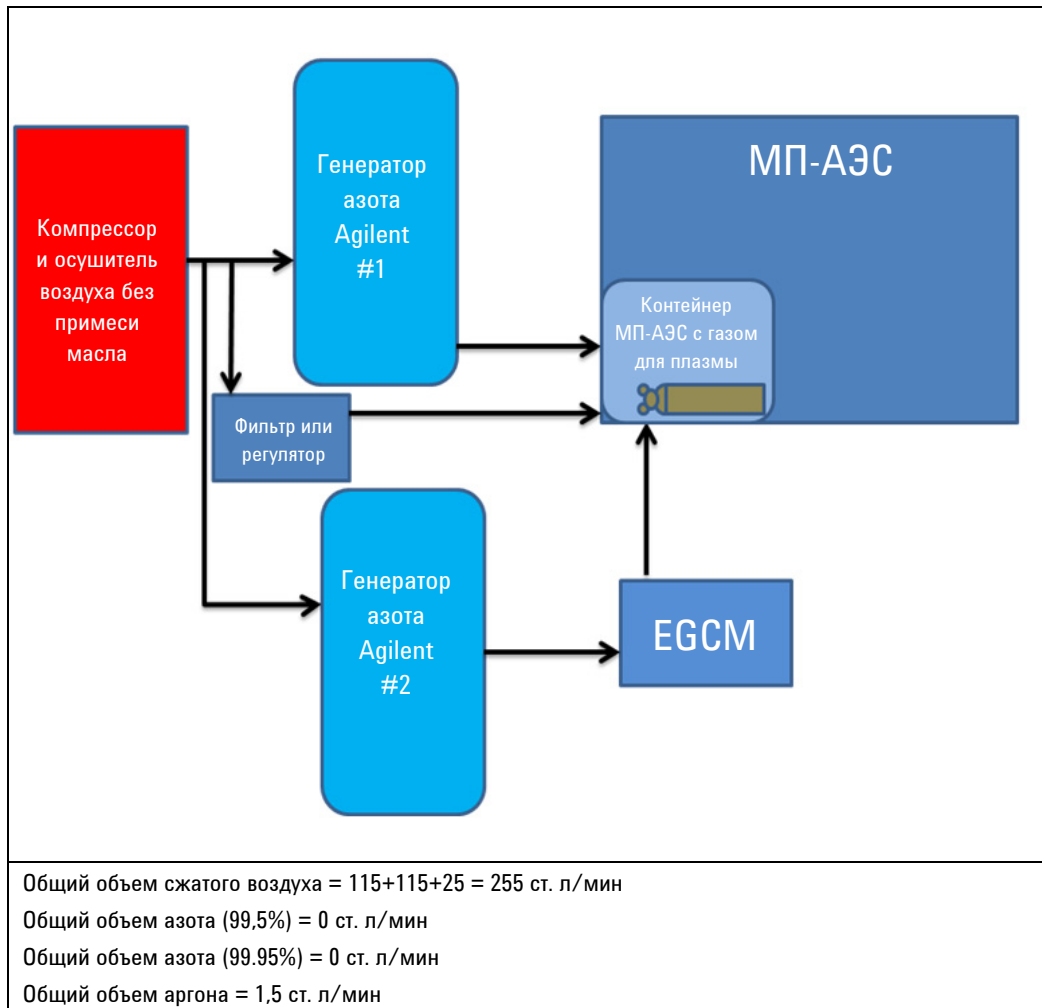 Компрессор
и осушитель
воздуха без
примеси
масла
Генератор
азота
Agilent
#1
МП-АЭС
Контейнер
МП-АЭС с газом
для плазмы
Фильтр или
регулятор
Генератор
азота
Agilent
#2
EGCM
Общий объем сжатого воздуха = 115+115+25 = 255 ст. л/мин
Общий объем азота (99,5%) = 0 ст. л/мин
Общий объем азота (99.95%) = 0 ст. л/мин
Общий объем аргона = 1,5 ст. л/мин